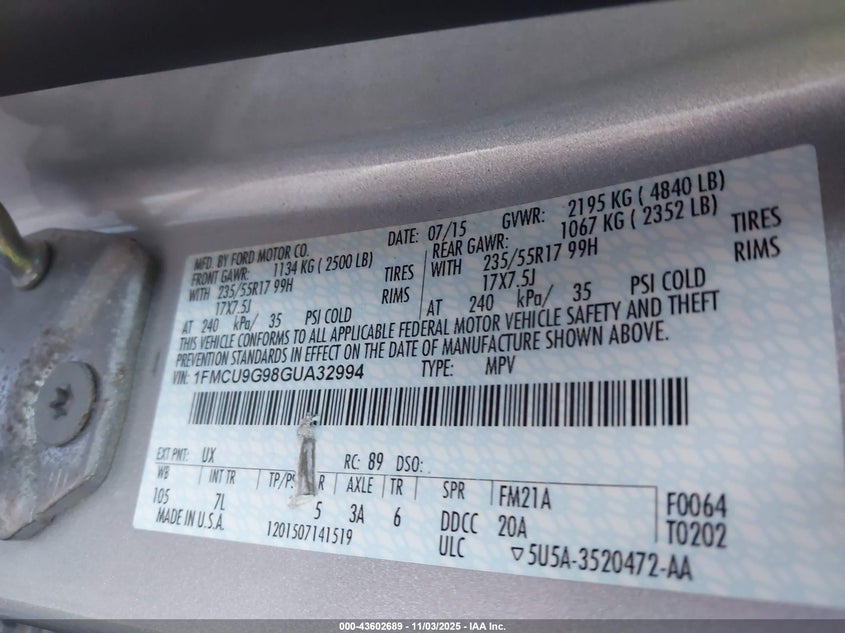 MFD. BY FORD MOTOR CO. DATE: 07/15 GVWR: 2195 KG ( 4840 LB)
FRONT GAWR: 1134 KG ( 2500 LB) REAR GAWR: 1067 KG ( 2352 LB)
WITH 235/55R17 99H TIRES WITH 235/55R17 99H TIRES
17X7.5J RIMS 17X7.5J RIMS
AT 240 kPa/ 35 PSI COLD AT 240 kPa/ 35 PSI COLD
THIS VEHICLE CONFORMS TO ALL APPLICABLE FEDERAL MOTOR VEHICLE SAFETY AND THEFT
PREVENTION STANDARDS IN EFFECT ON THE DATE OF MANUFACTURE SHOWN ABOVE.
VIN: 1FMCU9G98GUA32994 TYPE: MPV
EXT PNT: UX RC: 89 DSO:
WB INT TR TP/PS R AXLE TR SPR FM21A F0064
105 7L 5 3A 6 DDCC 20A T0202
MADE IN U.S.A. 1201507141519 ULC ▽5U5A-3520472-AA
000-43602689 - 11/03/2025 - IAA Inc.